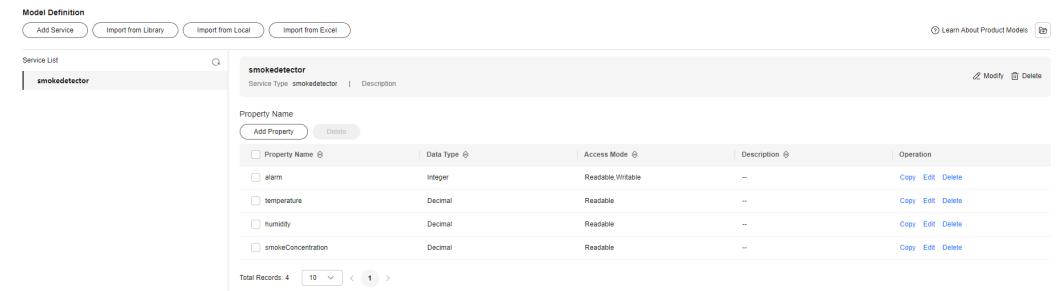 Model Definition
Add Service Import from Library Import from Local Import from Excel Learn About Product Models
Service List
smokedetector
smokedetector
Service Type smokedetector | Description
Modify Delete
Property Name
Add Property Delete
Property Name Data Type Access Mode Description Operation
alarm Integer Readable,Writable -- Copy Edit Delete
temperature Decimal Readable -- Copy Edit Delete
humidity Decimal Readable -- Copy Edit Delete
smokeConcentration Decimal Readable -- Copy Edit Delete
Total Records: 4 10 < 1 >